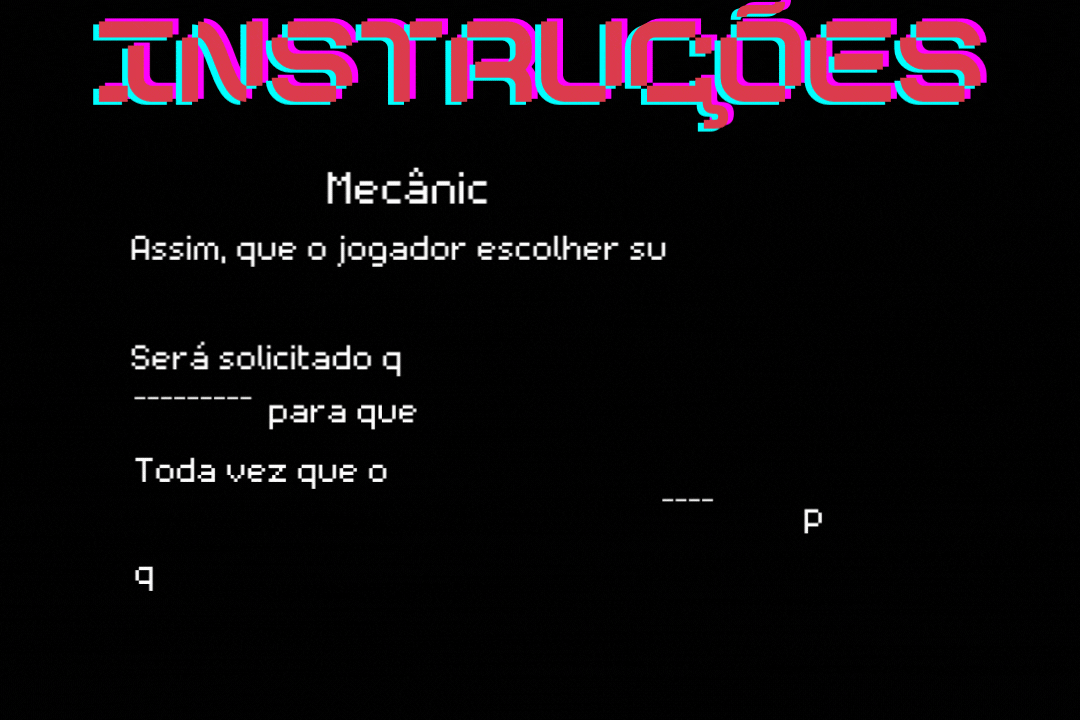 INSTRUÇÕES
Mecânic
Assim, que o jogador escolher su
Será solicitado q
--------- para que
Toda vez que o
---- p
q